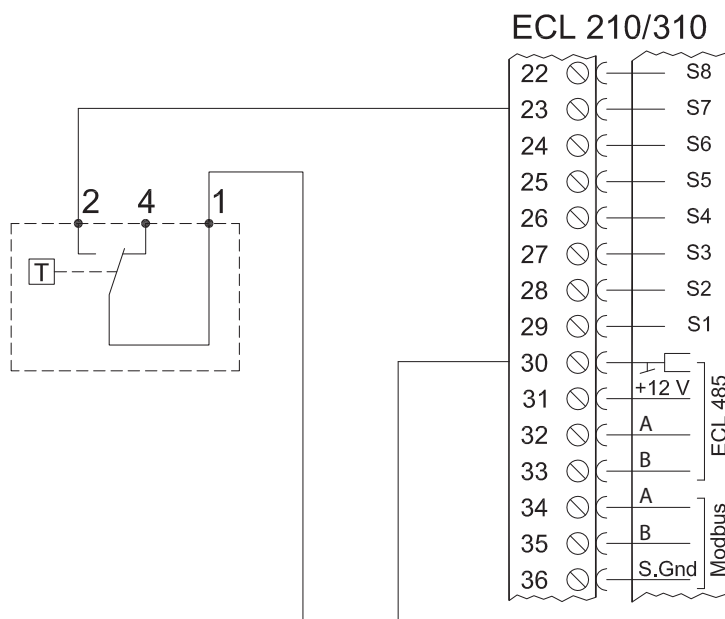 ECL 210/310
22 S8
23 S7
2 4 1
24 S6
25 S5
26 S4
T
27 S3
28 S2
29 S1
30
31 +12 V
32 A
33 B
ECL 485
34 A
35 B
36 S.Gnd
Modbus